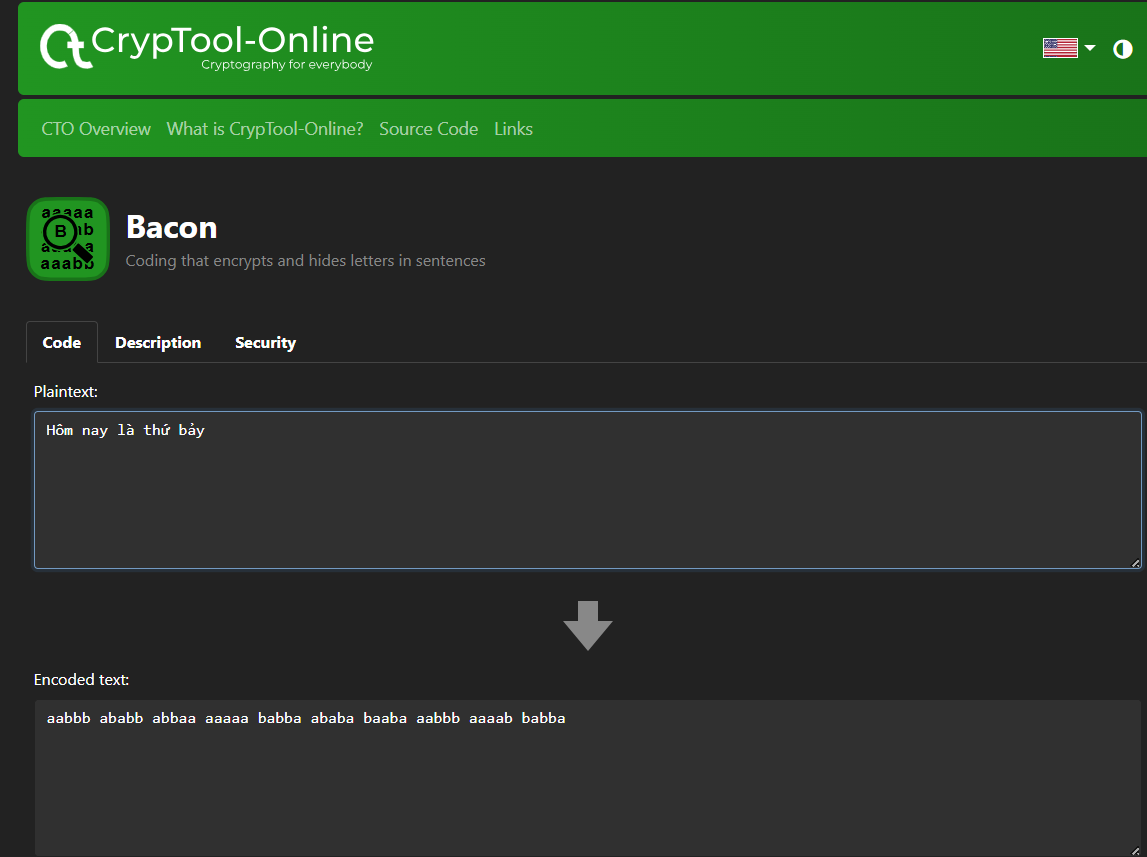 CrypTool-Online
Cryptography for everybody
CTO Overview What is CrypTool-Online? Source Code Links
aaaaa
B
aaabb
Bacon
Coding that encrypts and hides letters in sentences
Code Description Security
Plaintext:
Hôm nay là thứ bảy
Encoded text:
aabbb ababb abbaa aaaaa babba ababa baaba aabbb aaaab babba